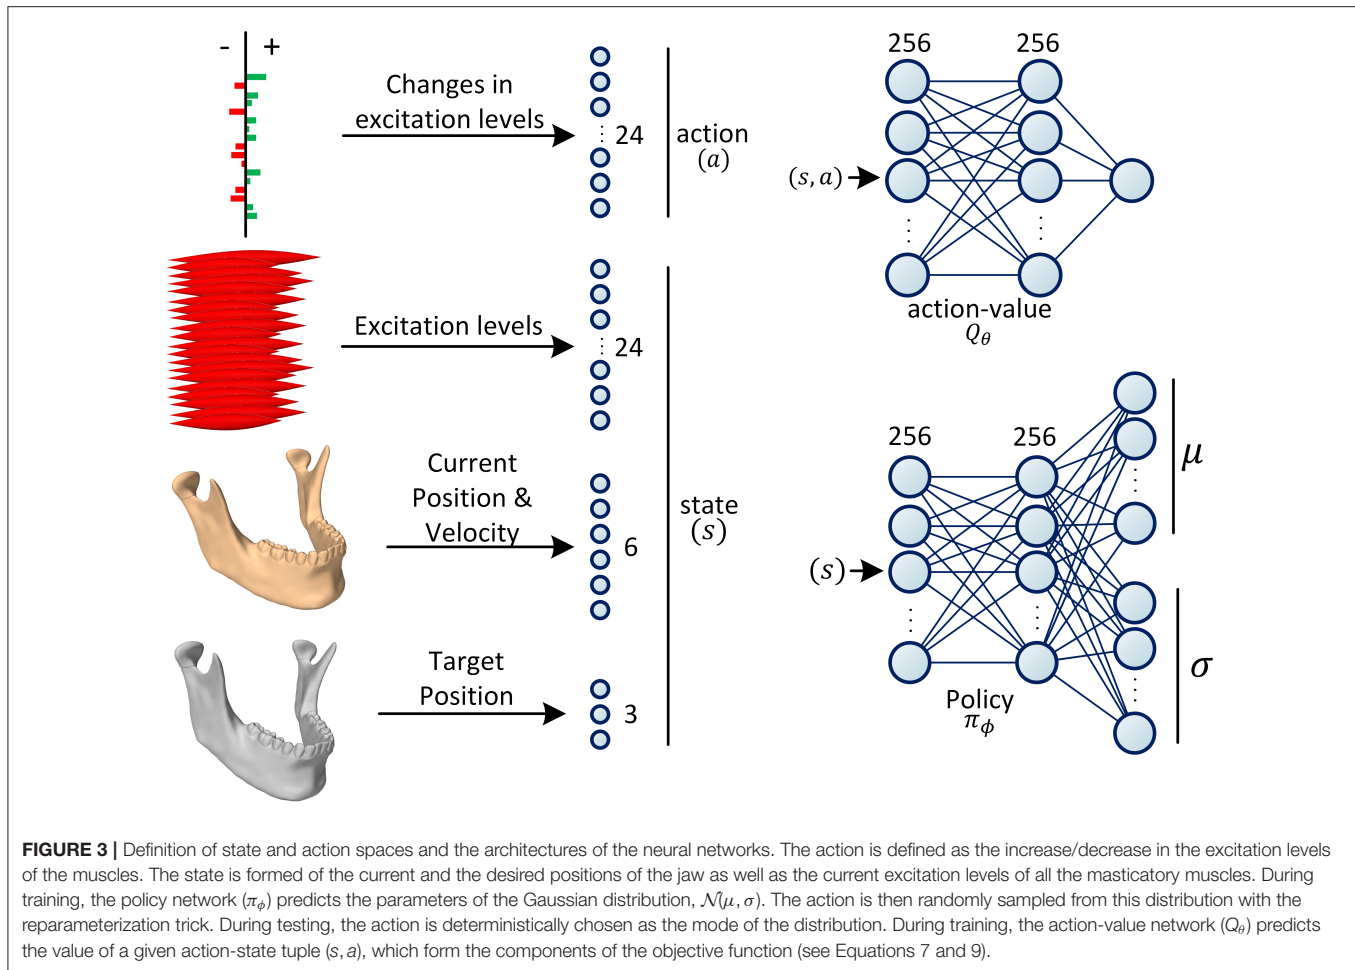 - +
Changes in
excitation levels
24
action
(a)
Excitation levels
24
Current
Position &
Velocity
6
state
(s)
Target
Position
3
256 256
(s, a)
action-value
Qθ
256 256
(s)
Policy
πϕ
μ
σ
FIGURE 3 | Definition of state and action spaces and the architectures of the neural networks. The action is defined as the increase/decrease in the excitation levels
of the muscles. The state is formed of the current and the desired positions of the jaw as well as the current excitation levels of all the masticatory muscles. During
training, the policy network (πϕ) predicts the parameters of the Gaussian distribution, 𝒩(μ, σ). The action is then randomly sampled from this distribution with the
reparameterization trick. During testing, the action is deterministically chosen as the mode of the distribution. During training, the action-value network (Qθ) predicts
the value of a given action-state tuple (s, a), which form the components of the objective function (see Equations 7 and 9).